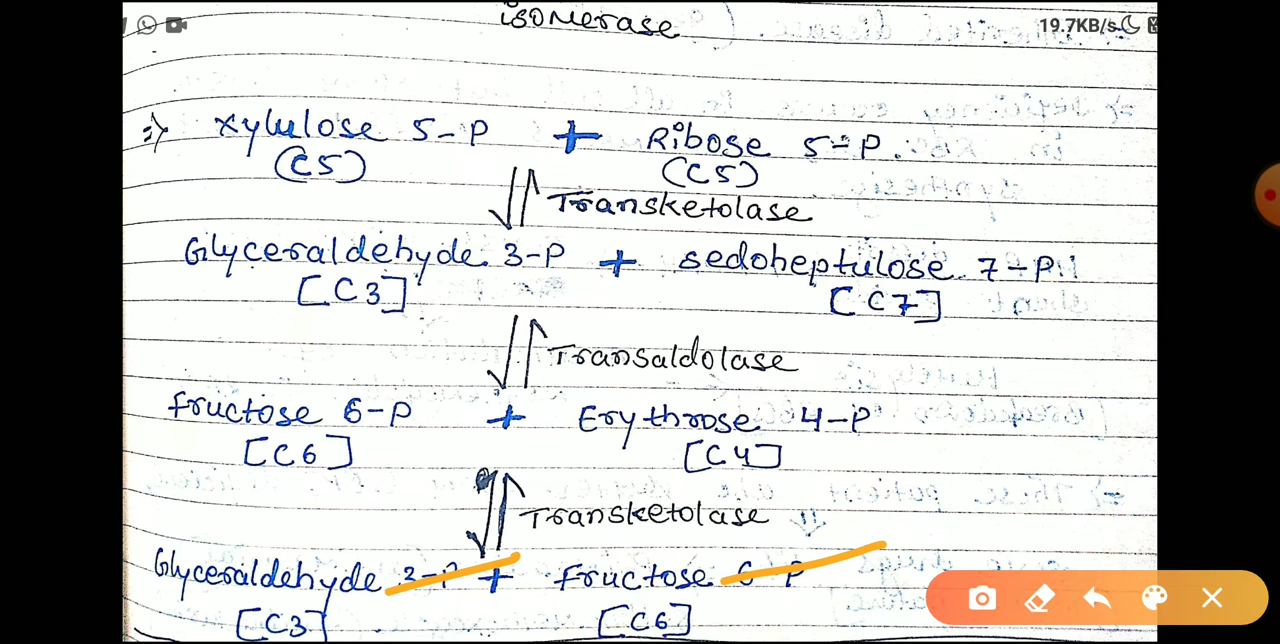 isomerase
19.7KB/s
⇒ xylulose 5-P + Ribose 5-P.
(C5) (C5)
Transketolase
Glyceraldehyde 3-P + sedoheptulose 7-P
[C3] [C7]
Transaldolase
fructose 6-P + Erythrose 4-P
[C6] [C4]
Transketolase
Glyceraldehyde 3-P + fructose 6-P
[C3] [C6]